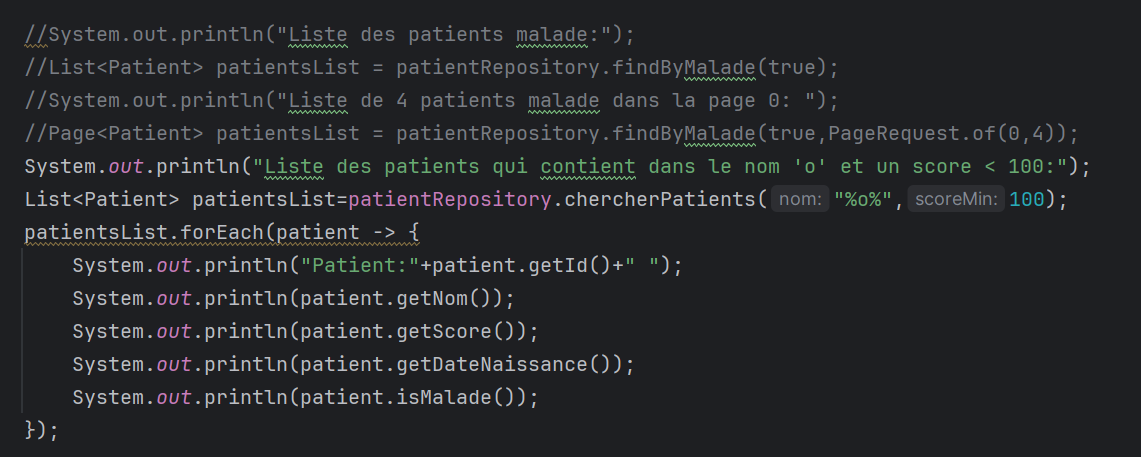 //System.out.println("Liste des patients malade:");
//List<Patient> patientsList = patientRepository.findByMalade(true);
//System.out.println("Liste de 4 patients malade dans la page 0: ");
//Page<Patient> patientsList = patientRepository.findByMalade(true,PageRequest.of(0,4));
System.out.println("Liste des patients qui contient dans le nom 'o' et un score < 100:");
List<Patient> patientsList=patientRepository.chercherPatients( nom: "%o%", scoreMin: 100);
patientsList.forEach(patient -> {
    System.out.println("Patient:"+patient.getId()+" ");
    System.out.println(patient.getNom());
    System.out.println(patient.getScore());
    System.out.println(patient.getDateNaissance());
    System.out.println(patient.isMalade());
});